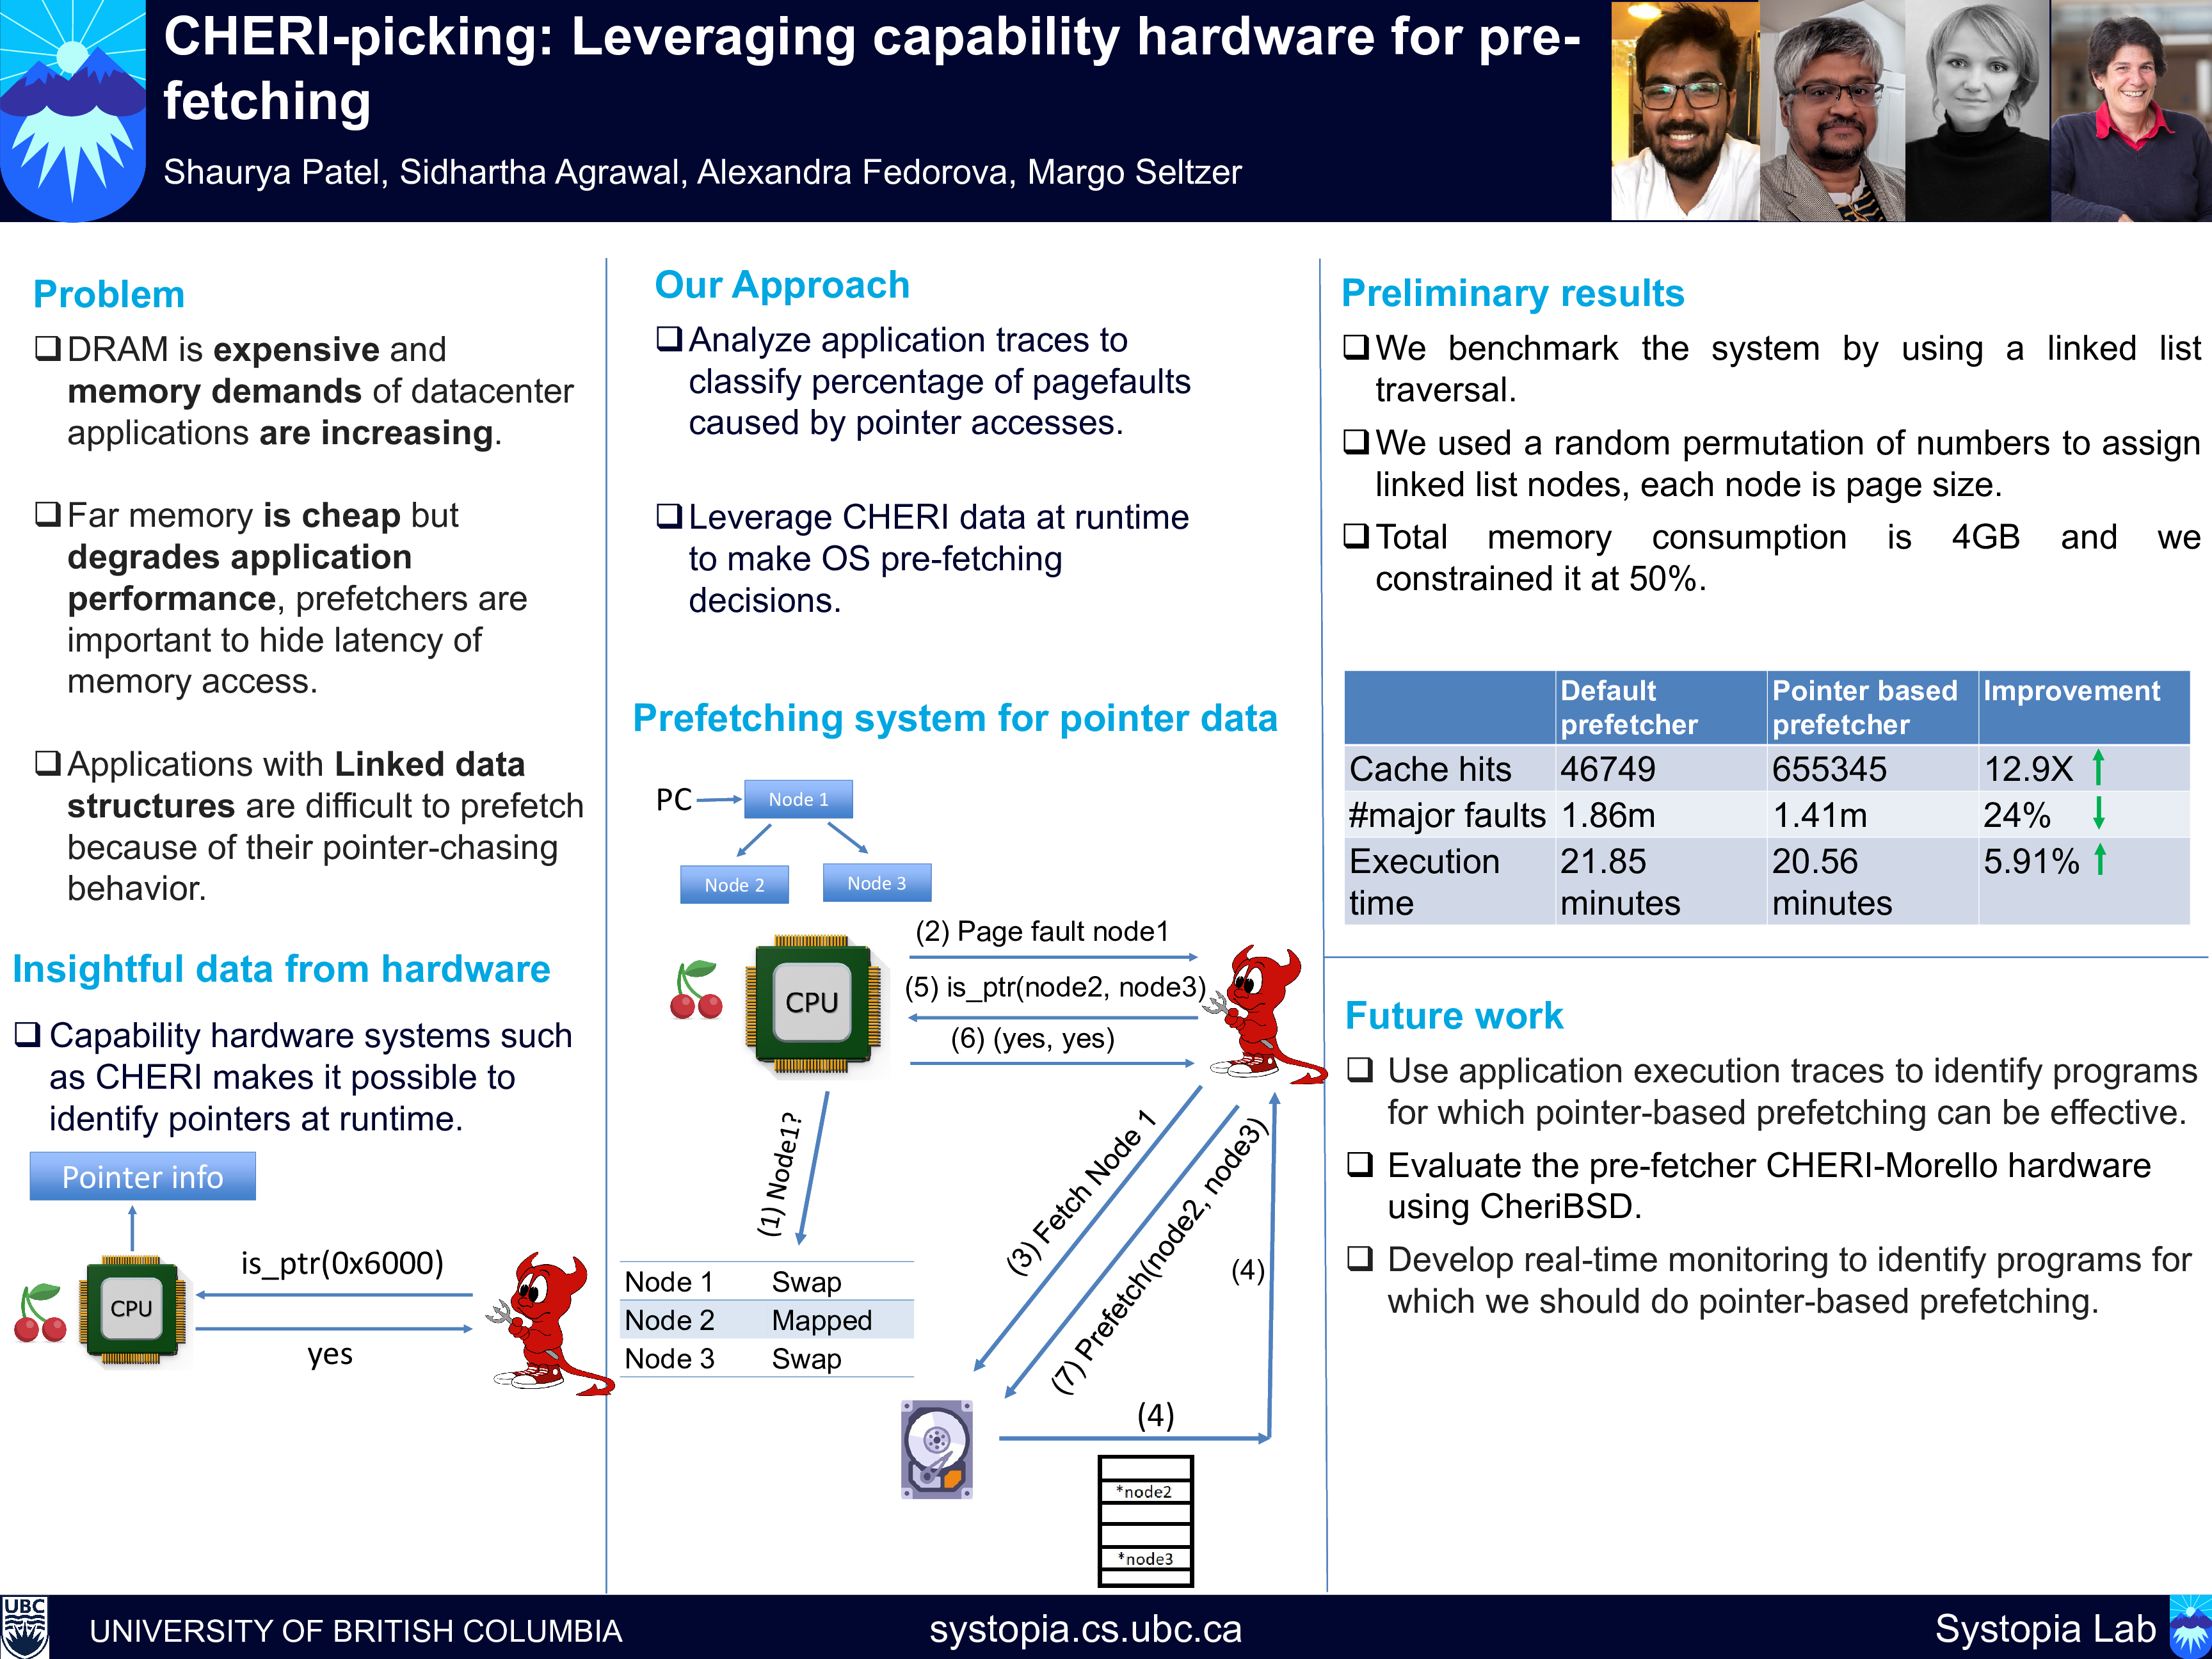 CHERI-picking: Leveraging capability hardware for pre-
fetching
Shaurya Patel, Sidhartha Agrawal, Alexandra Fedorova, Margo Seltzer
Problem
❑DRAM is expensive and
memory demands of datacenter
applications are increasing.
❑Far memory is cheap but
degrades application
performance, prefetchers are
important to hide latency of
memory access.
❑Applications with Linked data
structures are difficult to prefetch
because of their pointer-chasing
behavior.
Insightful data from hardware
❑ Capability hardware systems such
as CHERI makes it possible to
identify pointers at runtime.
Pointer info
CPU
is_ptr(0x6000)
yes
Our Approach
❑Analyze application traces to
classify percentage of pagefaults
caused by pointer accesses.
❑Leverage CHERI data at runtime
to make OS pre-fetching
decisions.
Prefetching system for pointer data
PC
Node 1
Node 2
Node 3
CPU
(2) Page fault node1
(5) is_ptr(node2, node3)
(6) (yes, yes)
(1) Node1?
(3) Fetch Node 1
(7) Prefetch(node2, node3)
(4)
Node 1 Swap
Node 2 Mapped
Node 3 Swap
(4)
*node2
*node3
Preliminary results
❑We benchmark the system by using a linked list
traversal.
❑We used a random permutation of numbers to assign
linked list nodes, each node is page size.
❑Total memory consumption is 4GB and we
constrained it at 50%.
Default prefetcher Pointer based prefetcher Improvement
Cache hits 46749 655345 12.9X
#major faults 1.86m 1.41m 24%
Execution time 21.85 minutes 20.56 minutes 5.91%
Future work
❑ Use application execution traces to identify programs
for which pointer-based prefetching can be effective.
❑ Evaluate the pre-fetcher CHERI-Morello hardware
using CheriBSD.
❑ Develop real-time monitoring to identify programs for
which we should do pointer-based prefetching.
UBC
UNIVERSITY OF BRITISH COLUMBIA
systopia.cs.ubc.ca
Systopia Lab